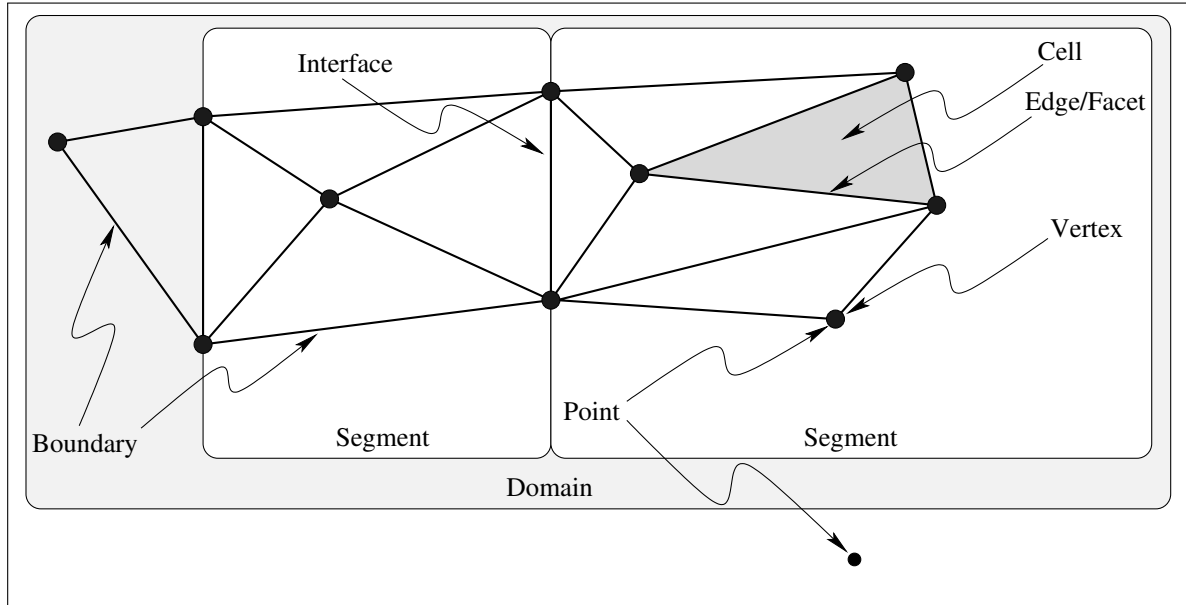 Cell
Interface
Edge/Facet
Vertex
Point
Boundary
Segment
Segment
Domain